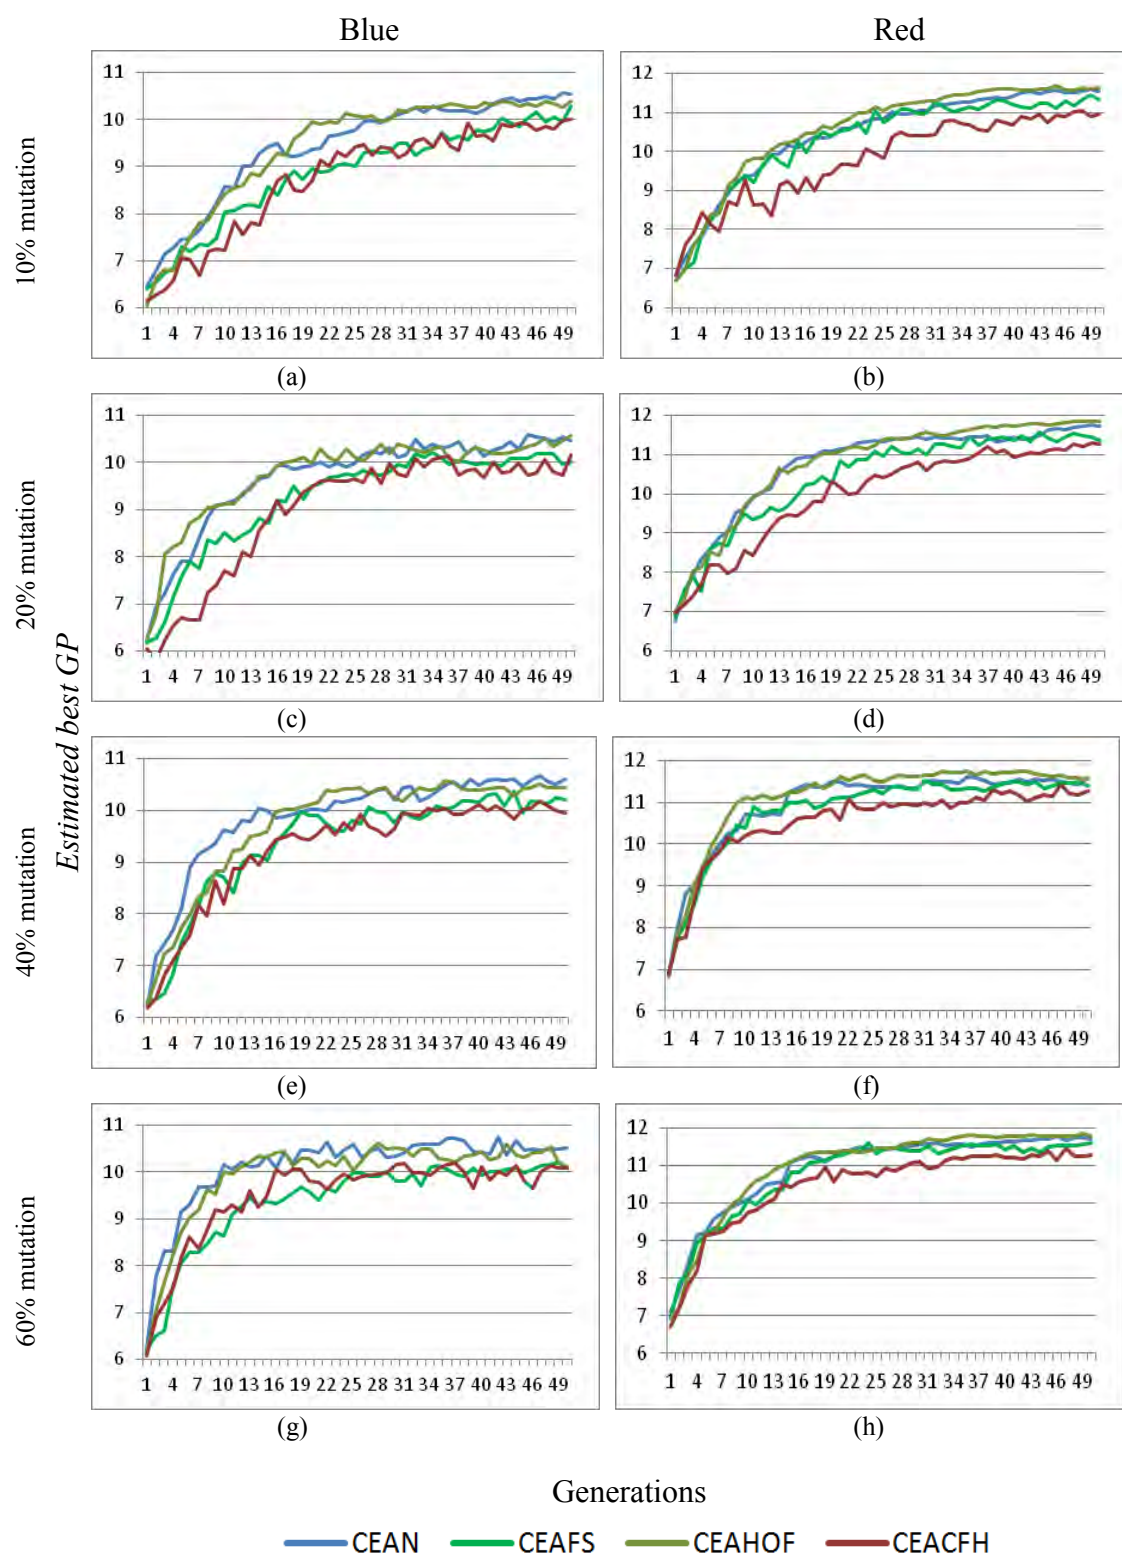 Blue Red
10% mutation
11
10
9
8
7
6
1 4 7 10 13 16 19 22 25 28 31 34 37 40 43 46 49
(a)
12
11
10
9
8
7
6
1 4 7 10 13 16 19 22 25 28 31 34 37 40 43 46 49
(b)
20% mutation
11
10
9
8
7
6
1 4 7 10 13 16 19 22 25 28 31 34 37 40 43 46 49
(c)
12
11
10
9
8
7
6
1 4 7 10 13 16 19 22 25 28 31 34 37 40 43 46 49
(d)
Estimated best GP
40% mutation
11
10
9
8
7
6
1 4 7 10 13 16 19 22 25 28 31 34 37 40 43 46 49
(e)
12
11
10
9
8
7
6
1 4 7 10 13 16 19 22 25 28 31 34 37 40 43 46 49
(f)
60% mutation
11
10
9
8
7
6
1 4 7 10 13 16 19 22 25 28 31 34 37 40 43 46 49
(g)
12
11
10
9
8
7
6
1 4 7 10 13 16 19 22 25 28 31 34 37 40 43 46 49
(h)
Generations
CEAN CEAFS CEAHOF CEACFH